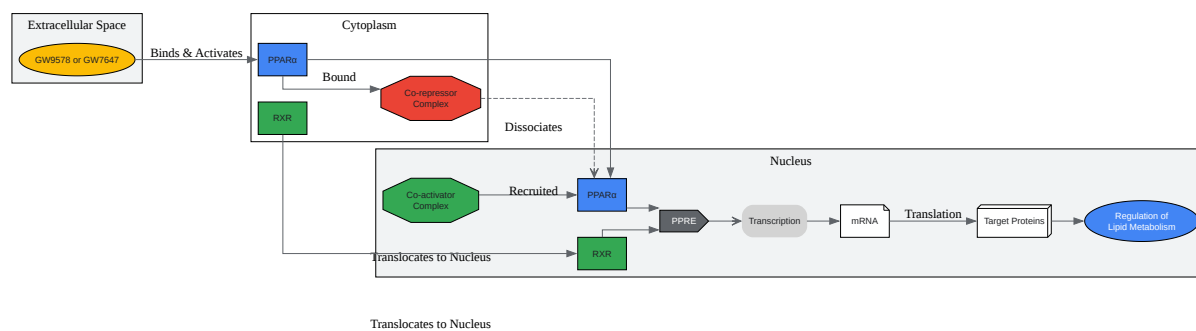 Extracellular Space
GW9578 or GW7647
Binds & Activates
Cytoplasm
PPARα
Bound
Co-repressor
Complex
RXR
Dissociates
Nucleus
Co-activator
Complex
Recruited
PPARα
PPRE
Transcription
mRNA
Translation
Target Proteins
Regulation of
Lipid Metabolism
RXR
Translocates to Nucleus
Translocates to Nucleus